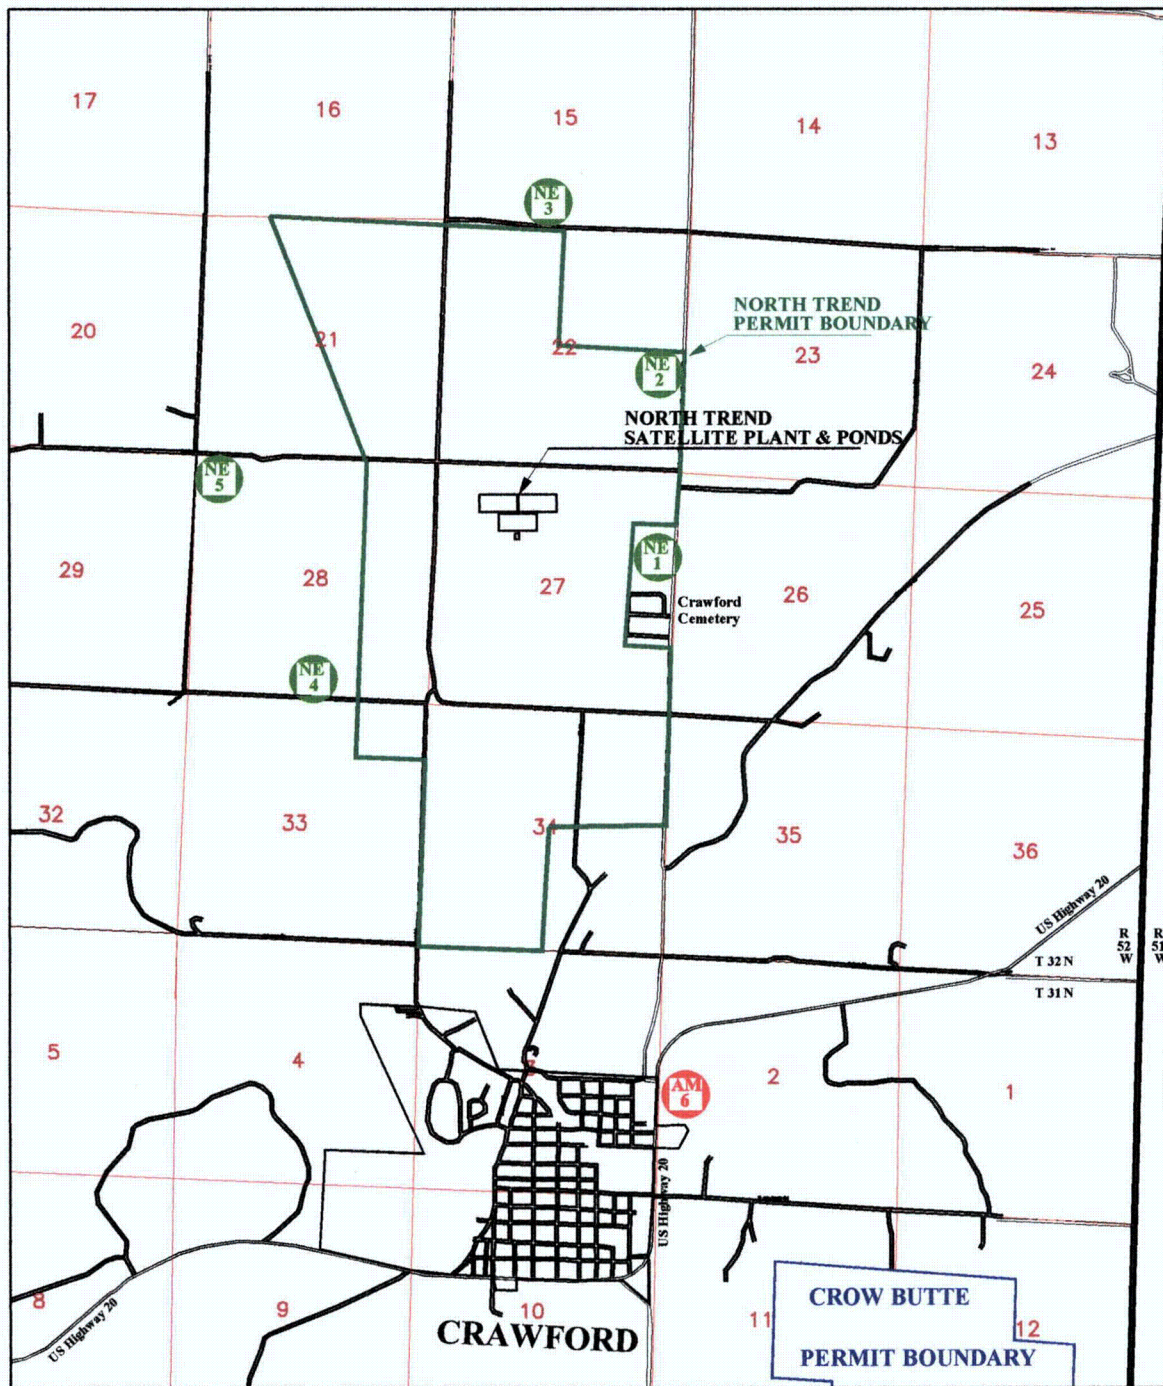 17
16
15
14
13
NE
3
NORTH TREND
PERMIT BOUNDARY
20
21
22
23
24
NE
2
NORTH TREND
SATELLITE PLANT & PONDS
NE
5
NE
1
29
28
27
26
25
Crawford
Cemetery
NE
4
32
33
34
35
36
US Highway 20
R
52
W
R
51
W
T 32 N
T 31 N
5
4
3
2
1
AM
6
US Highway 20
8
9
10
11
12
US Highway 20
CRAWFORD
CROW BUTTE
PERMIT BOUNDARY